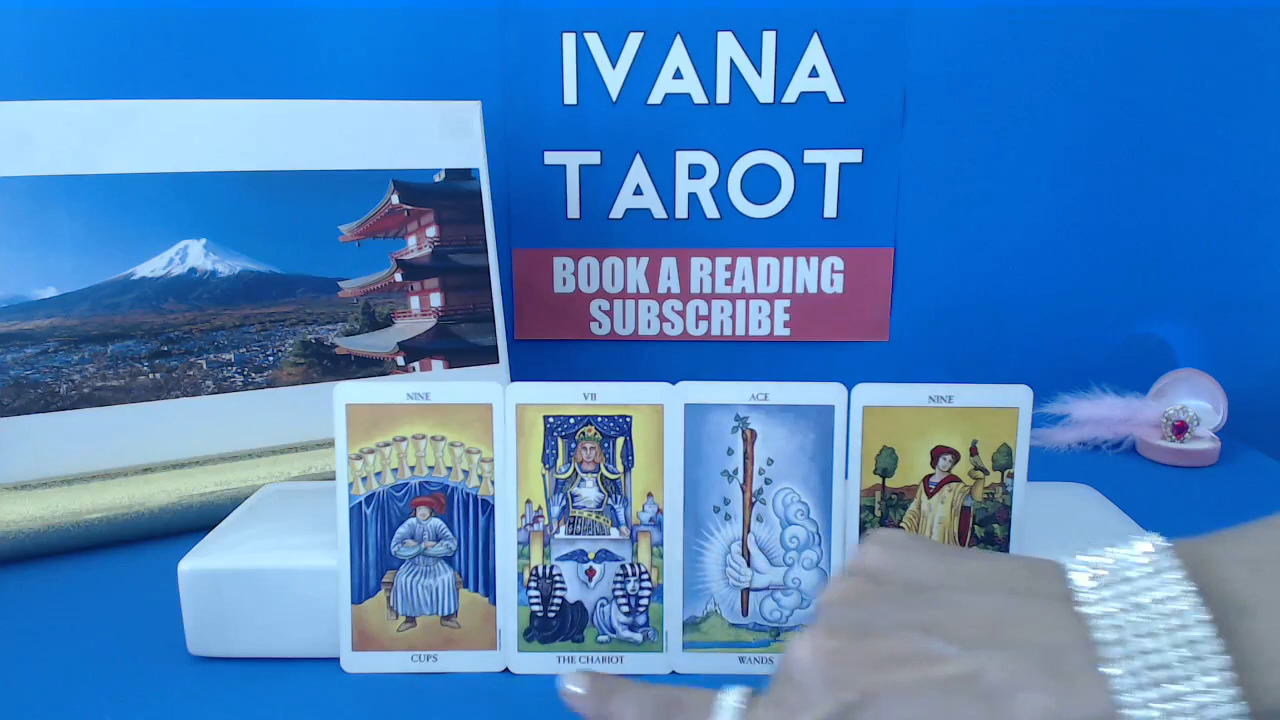 IVANA
TAROT
BOOK A READING
SUBSCRIBE
NINE
VII
ACE
NINE
CUPS
THE CHARIOT
WANDS